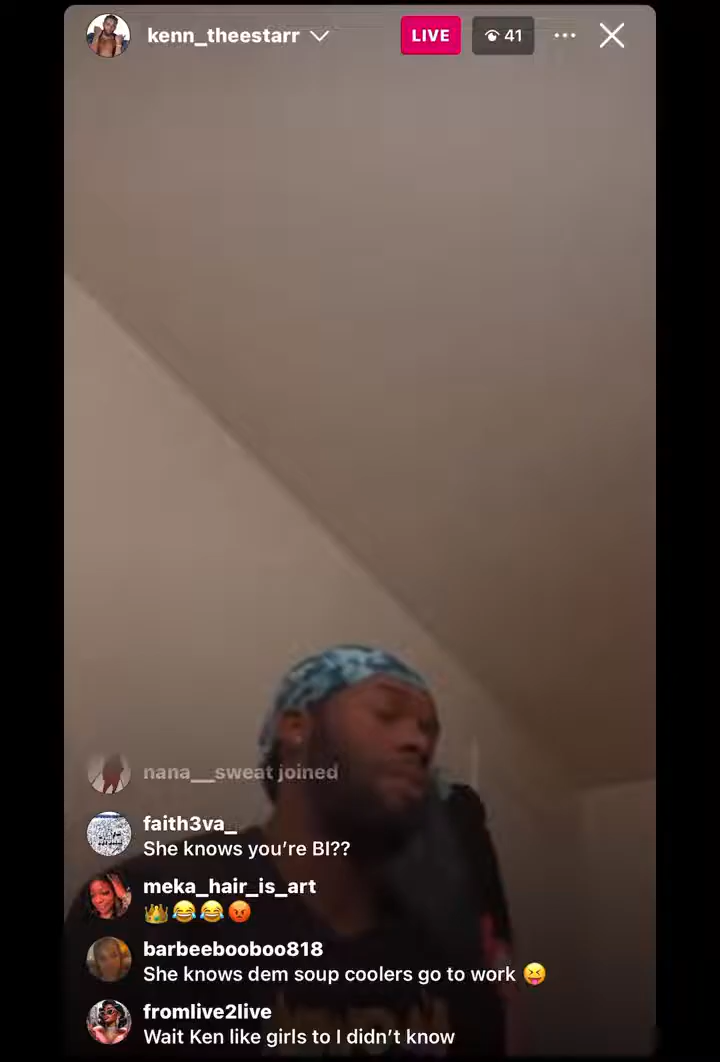 kenn_theestarr
LIVE
41
nana__sweat joined
faith3va_
She knows you're BI??
meka_hair_is_art
👑😂😂😡
barbeebooboo818
She knows dem soup coolers go to work 😝
fromlive2live
Wait Ken like girls to I didn't know